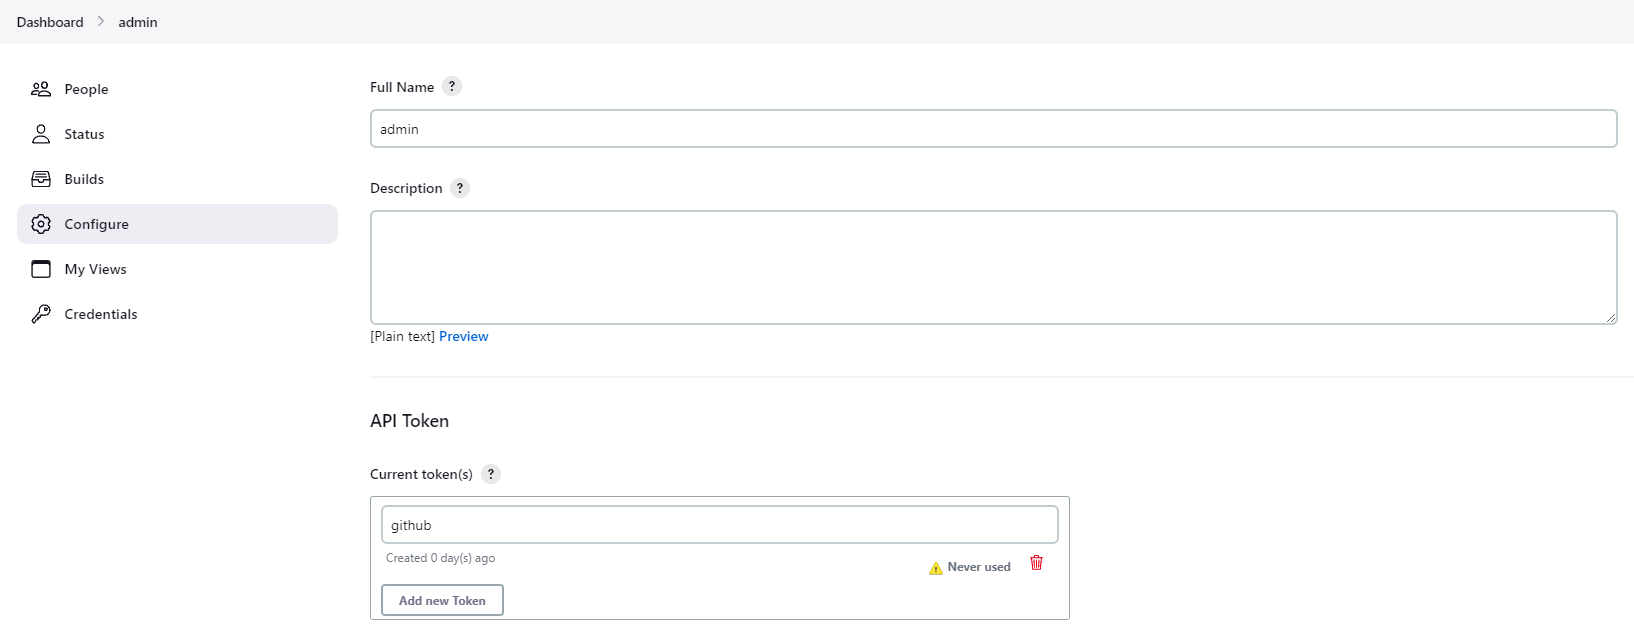 Dashboard > admin
People
Status
Builds
Configure
My Views
Credentials
Full Name ?
admin
Description ?
[Plain text] Preview
API Token
Current token(s) ?
github
Created 0 day(s) ago
Never used
Add new Token